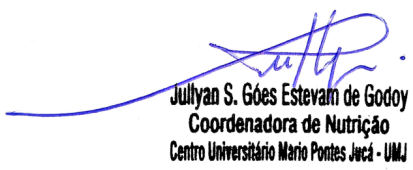 Jullyan S. Góes Estevam de Godoy
Coordenadora de Nutrição
Centro Universitário Mario Pontes Jucá - UMJ